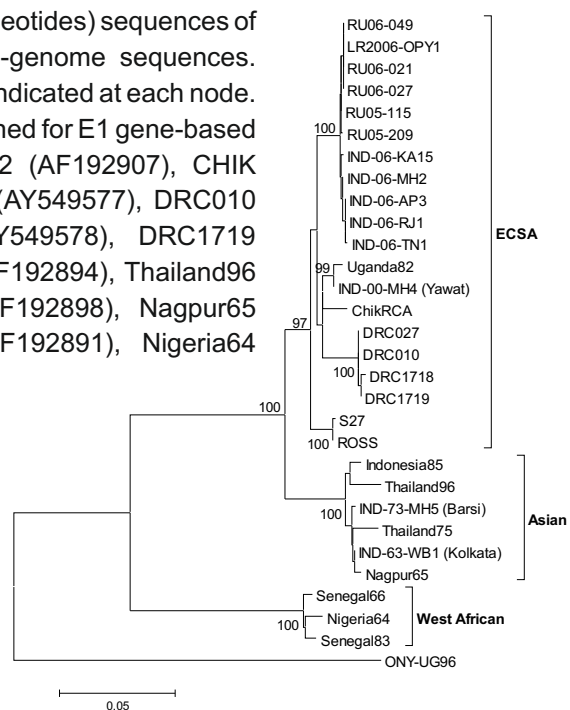 eotides) sequences of
-genome sequences.
ndicated at each node.
ned for E1 gene-based
2 (AF192907), CHIK
(AY549577), DRC010
Y549578), DRC1719
F192894), Thailand96
F192898), Nagpur65
F192891), Nigeria64
RU06-049
LR2006-OPY1
RU06-021
RU06-027
RU05-115
100
RU05-209
IND-06-KA15
IND-06-MH2
IND-06-AP3
IND-06-RJ1
IND-06-TN1
ECSA
99
Uganda82
IND-00-MH4 (Yawat)
ChikRCA
97
DRC027
DRC010
100
DRC1718
DRC1719
100
S27
100
ROSS
Indonesia85
Thailand96
100
IND-73-MH5 (Barsi)
Asian
Thailand75
IND-63-WB1 (Kolkata)
Nagpur65
Senegal66
Nigeria64
West African
100
Senegal83
ONY-UG96
0.05